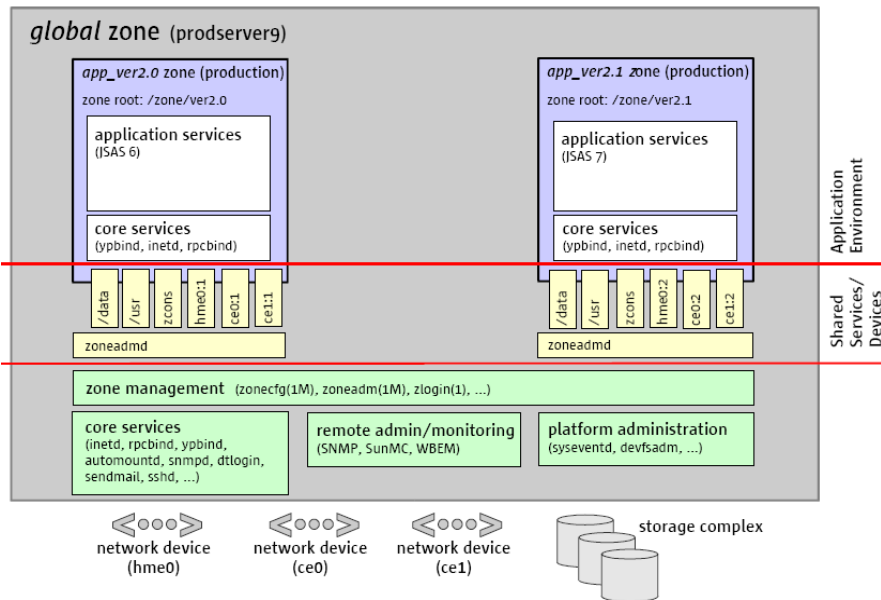 global zone (prodserver9)
app_ver2.0 zone (production)
zone root: /zone/ver2.0
application services
(JSAS 6)
core services
(ypbind, inetd, rpcbind)
app_ver2.1 zone (production)
zone root: /zone/ver2.1
application services
(JSAS 7)
core services
(ypbind, inetd, rpcbind)
Application
Environment
/data
/usr
zcons
hme0:1
ce0:1
ce1:1
zoneadmd
/data
/usr
zcons
hme0:2
ce0:2
ce1:2
zoneadmd
Shared
Services/
Devices
zone management (zonecfg(1M), zoneadm(1M), zlogin(1), ...)
core services
(inetd, rpcbind, ypbind,
automountd, snmpd, dtlogin,
sendmail, sshd, ...)
remote admin/monitoring
(SNMP, SunMC, WBEM)
platform administration
(syseventd, devfsadm, ...)
network device
(hme0)
network device
(ce0)
network device
(ce1)
storage complex